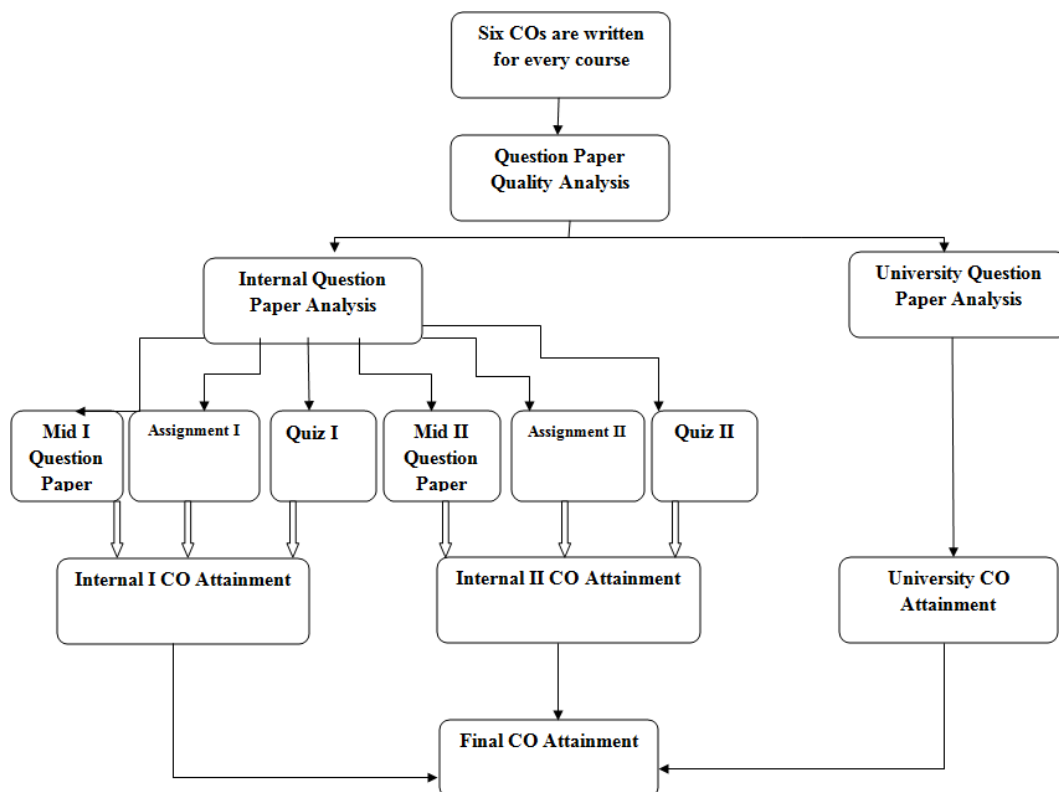 Six COs are written
for every course
Question Paper
Quality Analysis
Internal Question
Paper Analysis
University Question
Paper Analysis
Mid I
Question
Paper
Assignment I
Quiz I
Mid II
Question
Paper
Assignment II
Quiz II
Internal I CO Attainment
Internal II CO Attainment
University CO
Attainment
Final CO Attainment